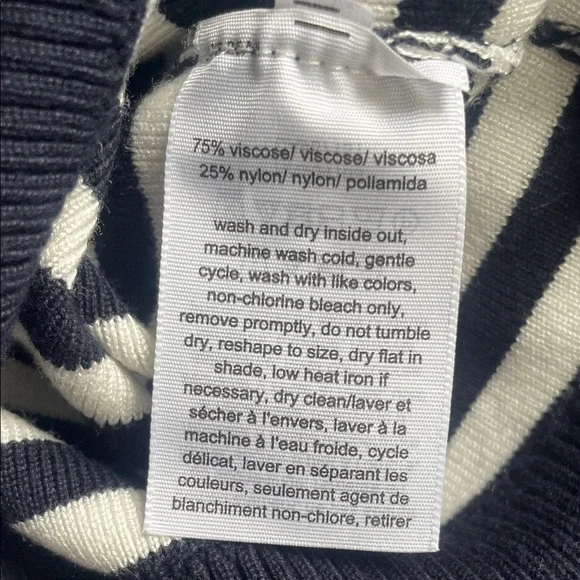 75% viscose/ viscose/ viscosa
25% nylon/ nylon/ poliamida
wash and dry inside out,
machine wash cold, gentle
cycle, wash with like colors,
non-chlorine bleach only,
remove promptly, do not tumble
dry, reshape to size, dry flat in
shade, low heat iron if
necessary, dry clean/laver et
sécher à l'envers, laver à la
machine à l'eau froide, cycle
délicat, laver en séparant les
couleurs, seulement agent de
blanchiment non-chlore, retirer